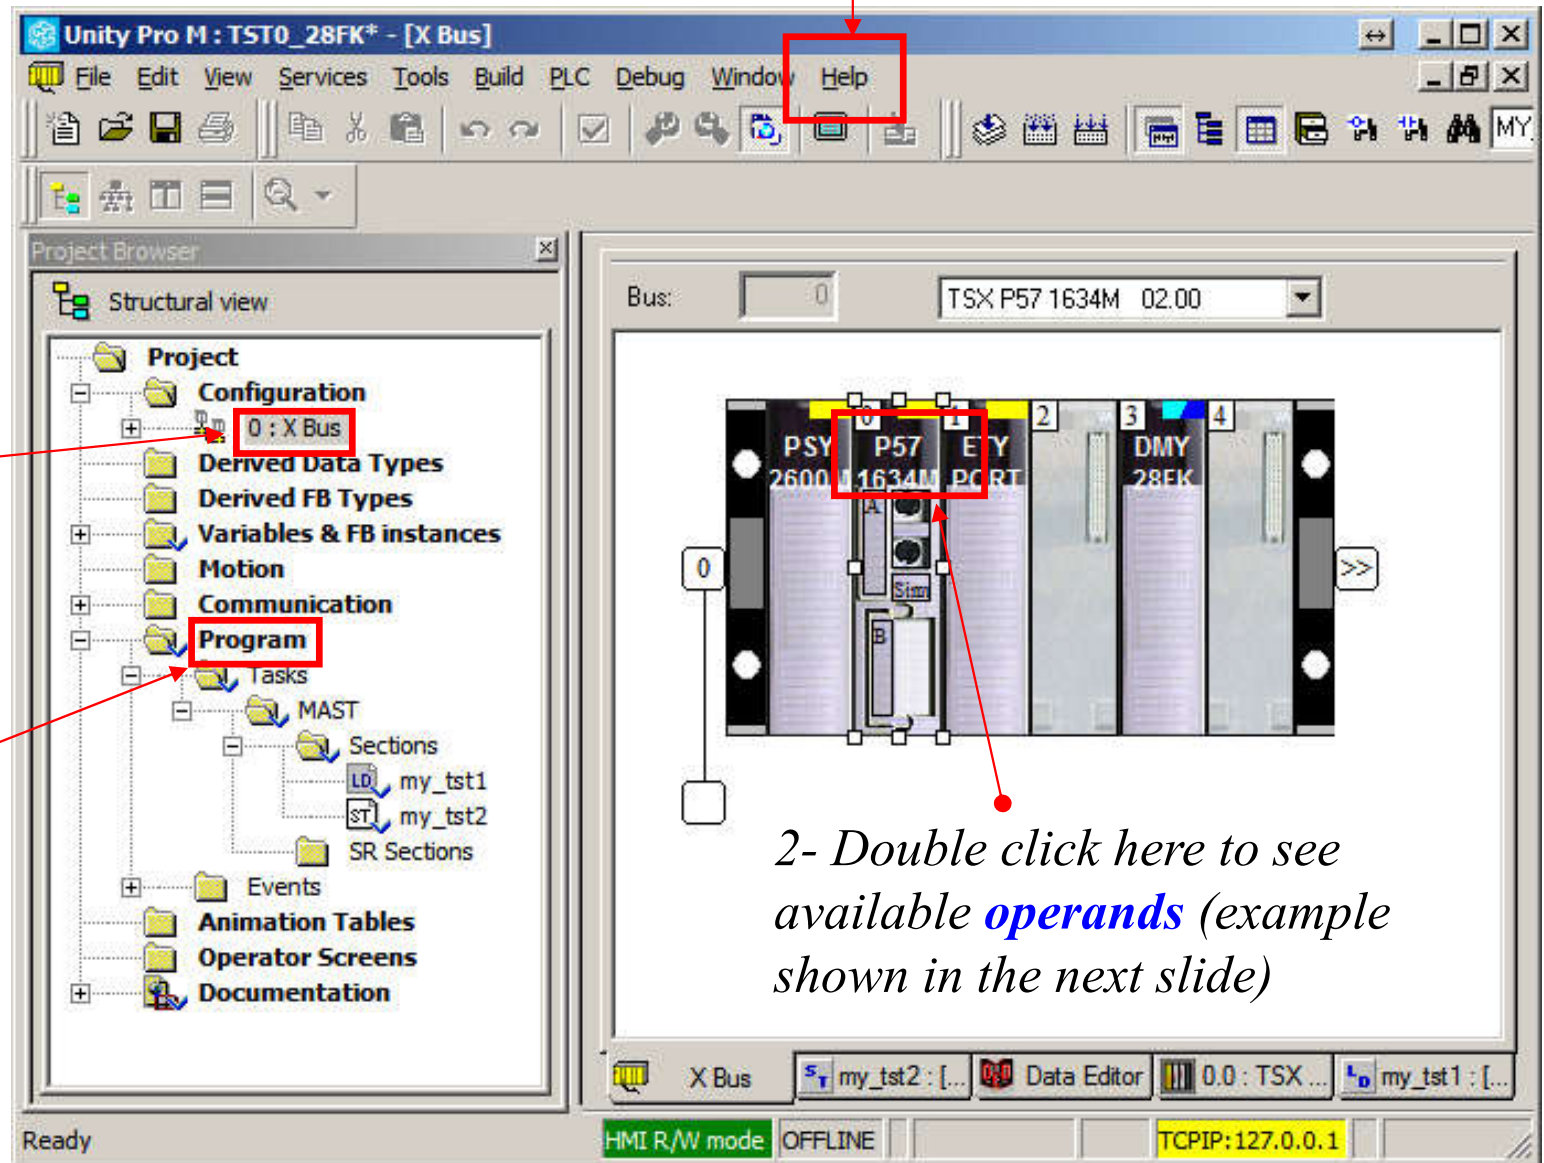 Unity Pro M : TST0_28FK* - [X Bus]
File Edit View Services Tools Build PLC Debug Window Help
MY
Project Browser
Structural view
Project
Configuration
0 : X Bus
Derived Data Types
Derived FB Types
Variables & FB instances
Motion
Communication
Program
Tasks
MAST
Sections
LD my_tst1
ST my_tst2
SR Sections
Events
Animation Tables
Operator Screens
Documentation
Bus: 0 TSX P57 1634M 02.00
0 1 2 3 4
PSY P57 ETY DMY
2600M 1634M PORT 28FK
A
0 >>
B
2- Double click here to see
available operands (example
shown in the next slide)
X Bus my_tst2 : [... Data Editor 0.0 : TSX ... my_tst1 : [...
Ready HMI R/W mode OFFLINE TCPIP:127.0.0.1